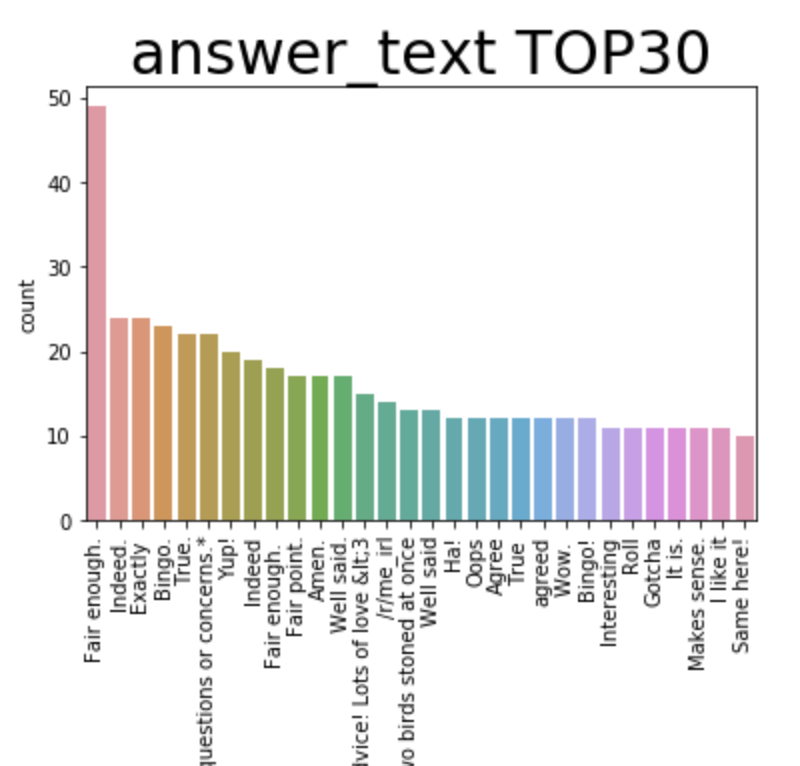 answer_text TOP30
50
40
30
20
10
0
count
Fair enough.
Indeed.
Exactly
Bingo.
True.
questions or concerns.*
Yup!
Indeed
Fair enough.
Fair point.
Amen.
Well said.
dvice! Lots of love &lt;3
/r/me_irl
wo birds stoned at once
Well said
Ha!
Oops
Agree
True
agreed
Wow.
Bingo!
Interesting
Roll
Gotcha
It is.
Makes sense.
I like it
Same here!